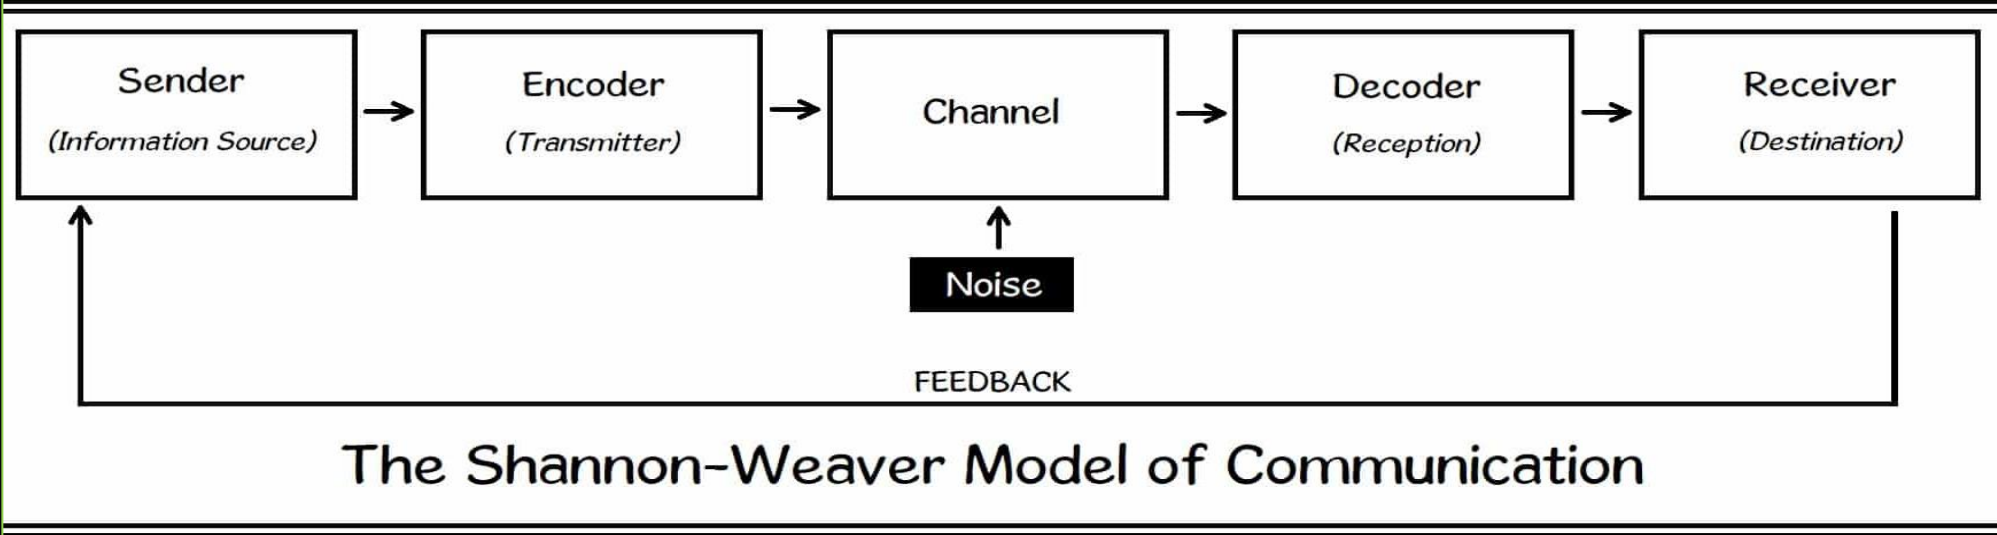 Sender
(Information Source)
Encoder
(Transmitter)
Channel
Decoder
(Reception)
Receiver
(Destination)
Noise
FEEDBACK
The Shannon-Weaver Model of Communication